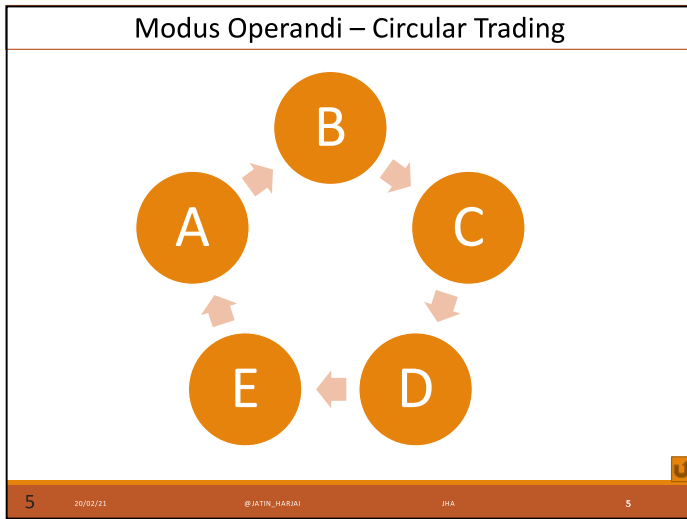 Modus Operandi – Circular Trading
B
A
C
E
D
5
20/02/21
@JATIN_HARJAI
JHA
5